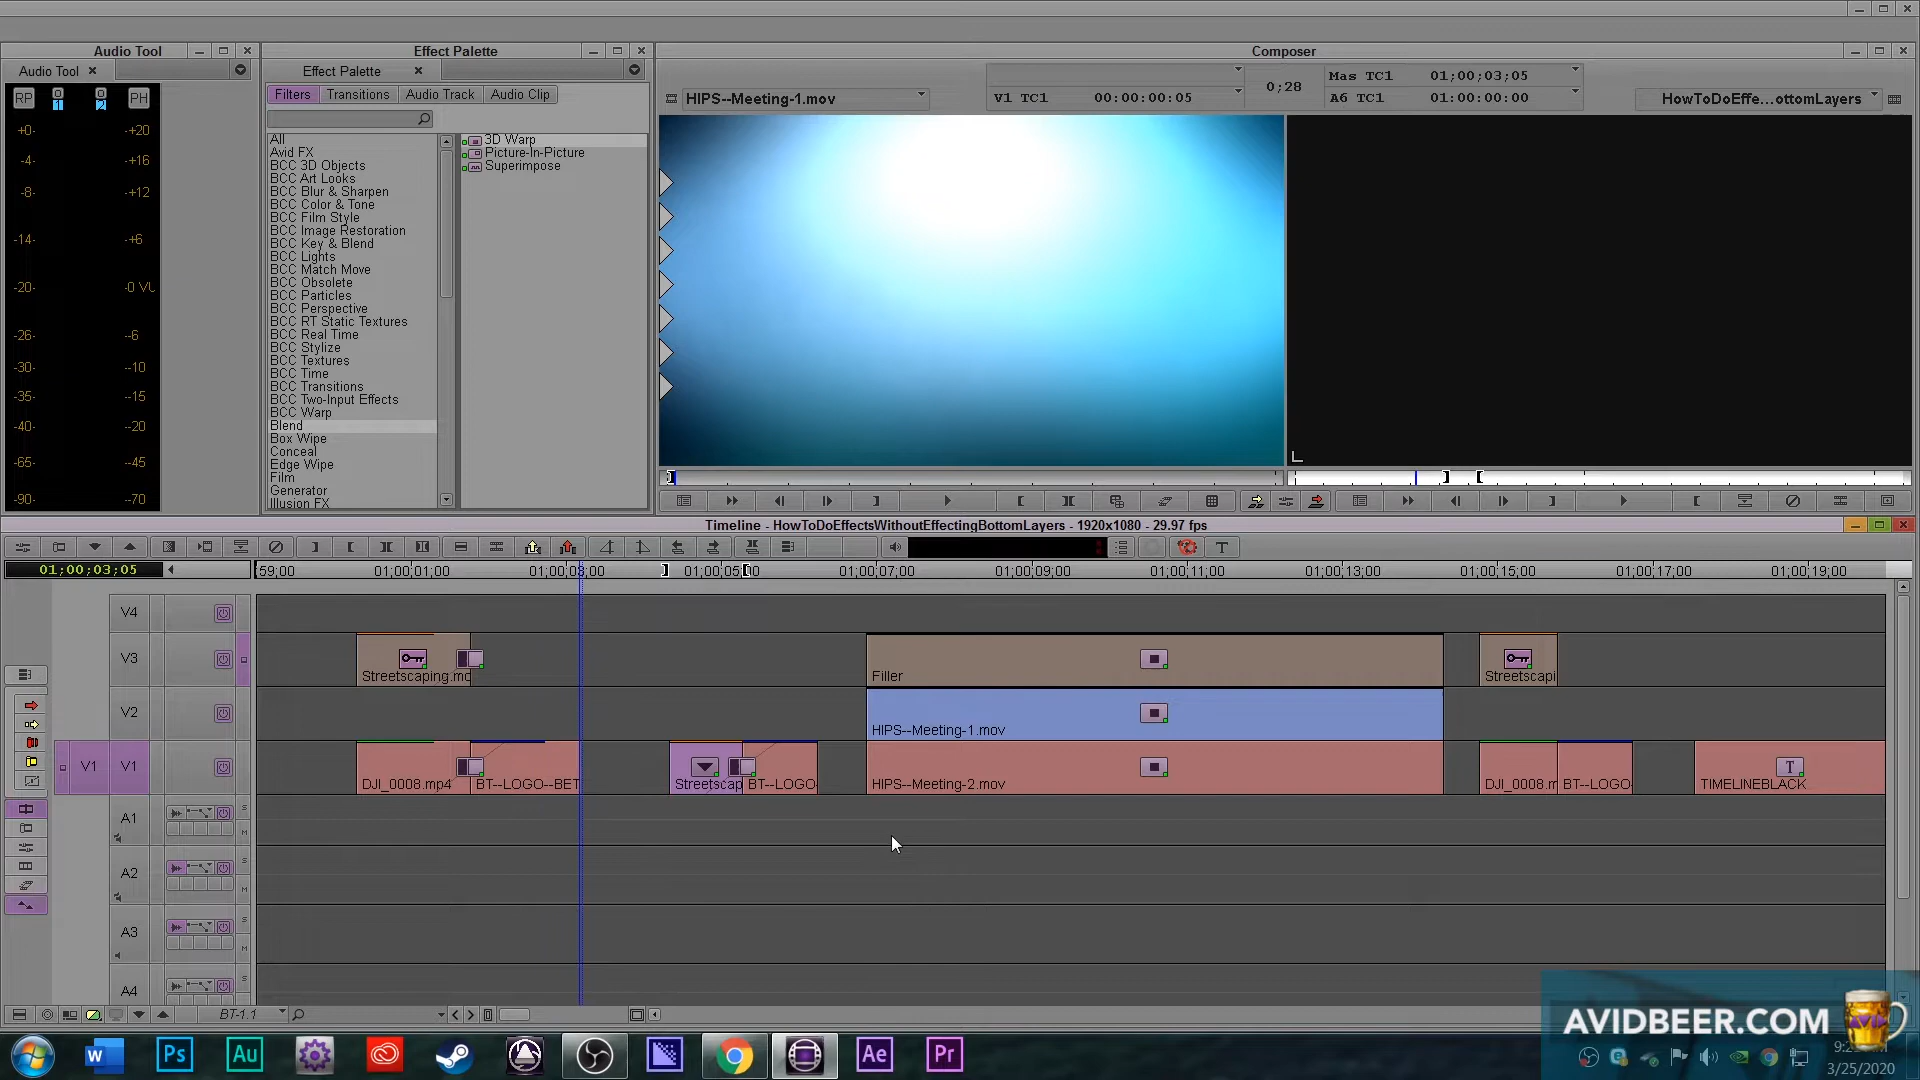 Audio Tool
Effect Palette
Composer
Audio Tool
Effect Palette
Mas TC1 01;00;03;05
Filters Transitions Audio Track Audio Clip
HIPS--Meeting-1.mov
V1 TC1 00:00:00:05
0;28
A6 TC1 01:00:00:00
HowToDoEffe...ottomLayers
RP 0 0 PH
1 2
+0- -+20
-4- -+16
-8- -+12
-14- -+6
-20- -0 VU
-26- --6
-30- --10
-35- --15
-40- --20
-65- --45
-90- --70
All
Avid FX
BCC 3D Objects
BCC Art Looks
BCC Blur & Sharpen
BCC Color & Tone
BCC Film Style
BCC Image Restoration
BCC Key & Blend
BCC Lights
BCC Match Move
BCC Obsolete
BCC Particles
BCC Perspective
BCC RT Static Textures
BCC Real Time
BCC Stylize
BCC Textures
BCC Time
BCC Transitions
BCC Two-Input Effects
BCC Warp
Blend
Box Wipe
Conceal
Edge Wipe
Film
Generator
Illusion FX
3D Warp
Picture-In-Picture
Superimpose
Timeline - HowToDoEffectsWithoutEffectingBottomLayers - 1920x1080 - 29.97 fps
T
01;00;03;05
59;00 01;00;01;00 01;00;03;00 01;00;05;00 01;00;07;00 01;00;09;00 01;00;11;00 01;00;13;00 01;00;15;00 01;00;17;00 01;00;19;00
V4
V3
Streetscaping.mo
Filler
Streetscapi
V2
HIPS--Meeting-1.mov
V1 V1
T
DJI_0008.mp4 BT--LOGO--BET
Streetscap BT--LOGO-
HIPS--Meeting-2.mov
DJI_0008.m BT--LOGO-
TIMELINEBLACK
A1
S
M
A2
S
M
A3
S
M
A4
S
BT-1.1
AVIDBEER.COM
W Ps Au Ae Pr
3/25/2020